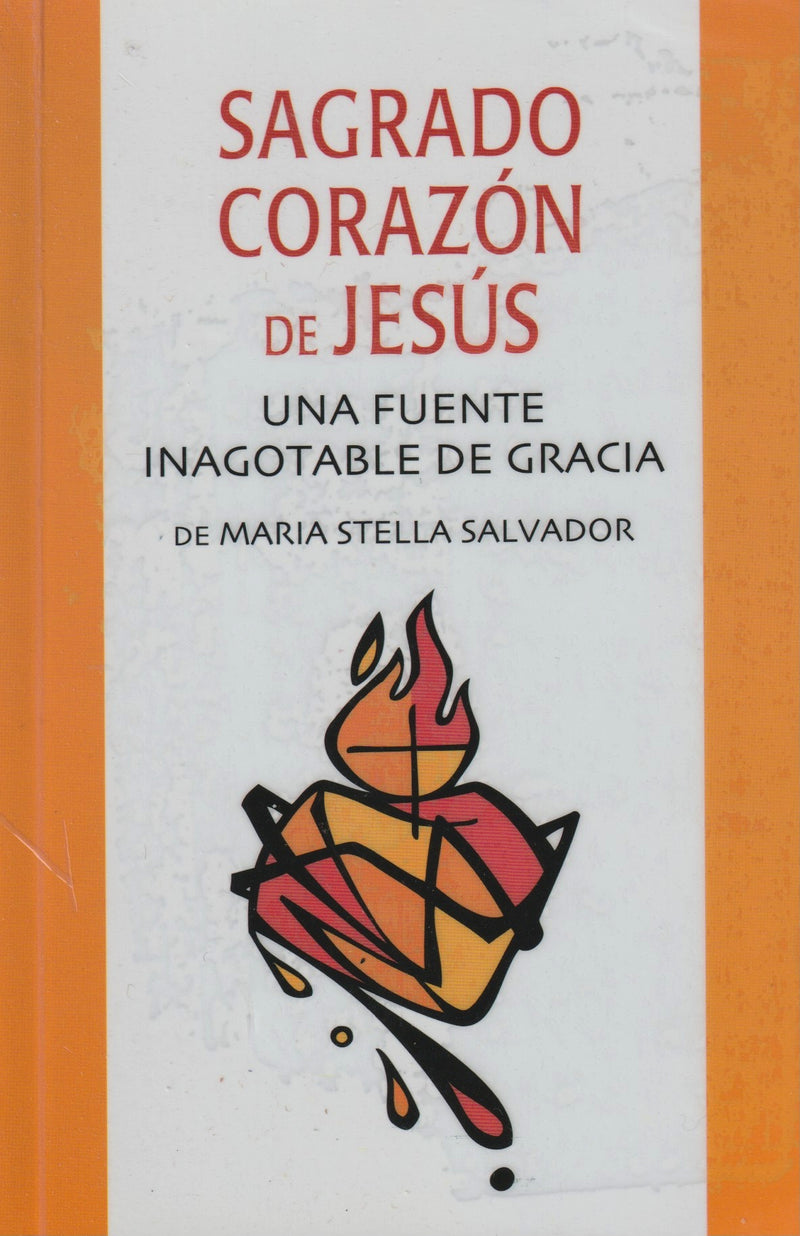 SAGRADO
CORAZÓN
DE JESÚS
UNA FUENTE
INAGOTABLE DE GRACIA
DE MARIA STELLA SALVADOR